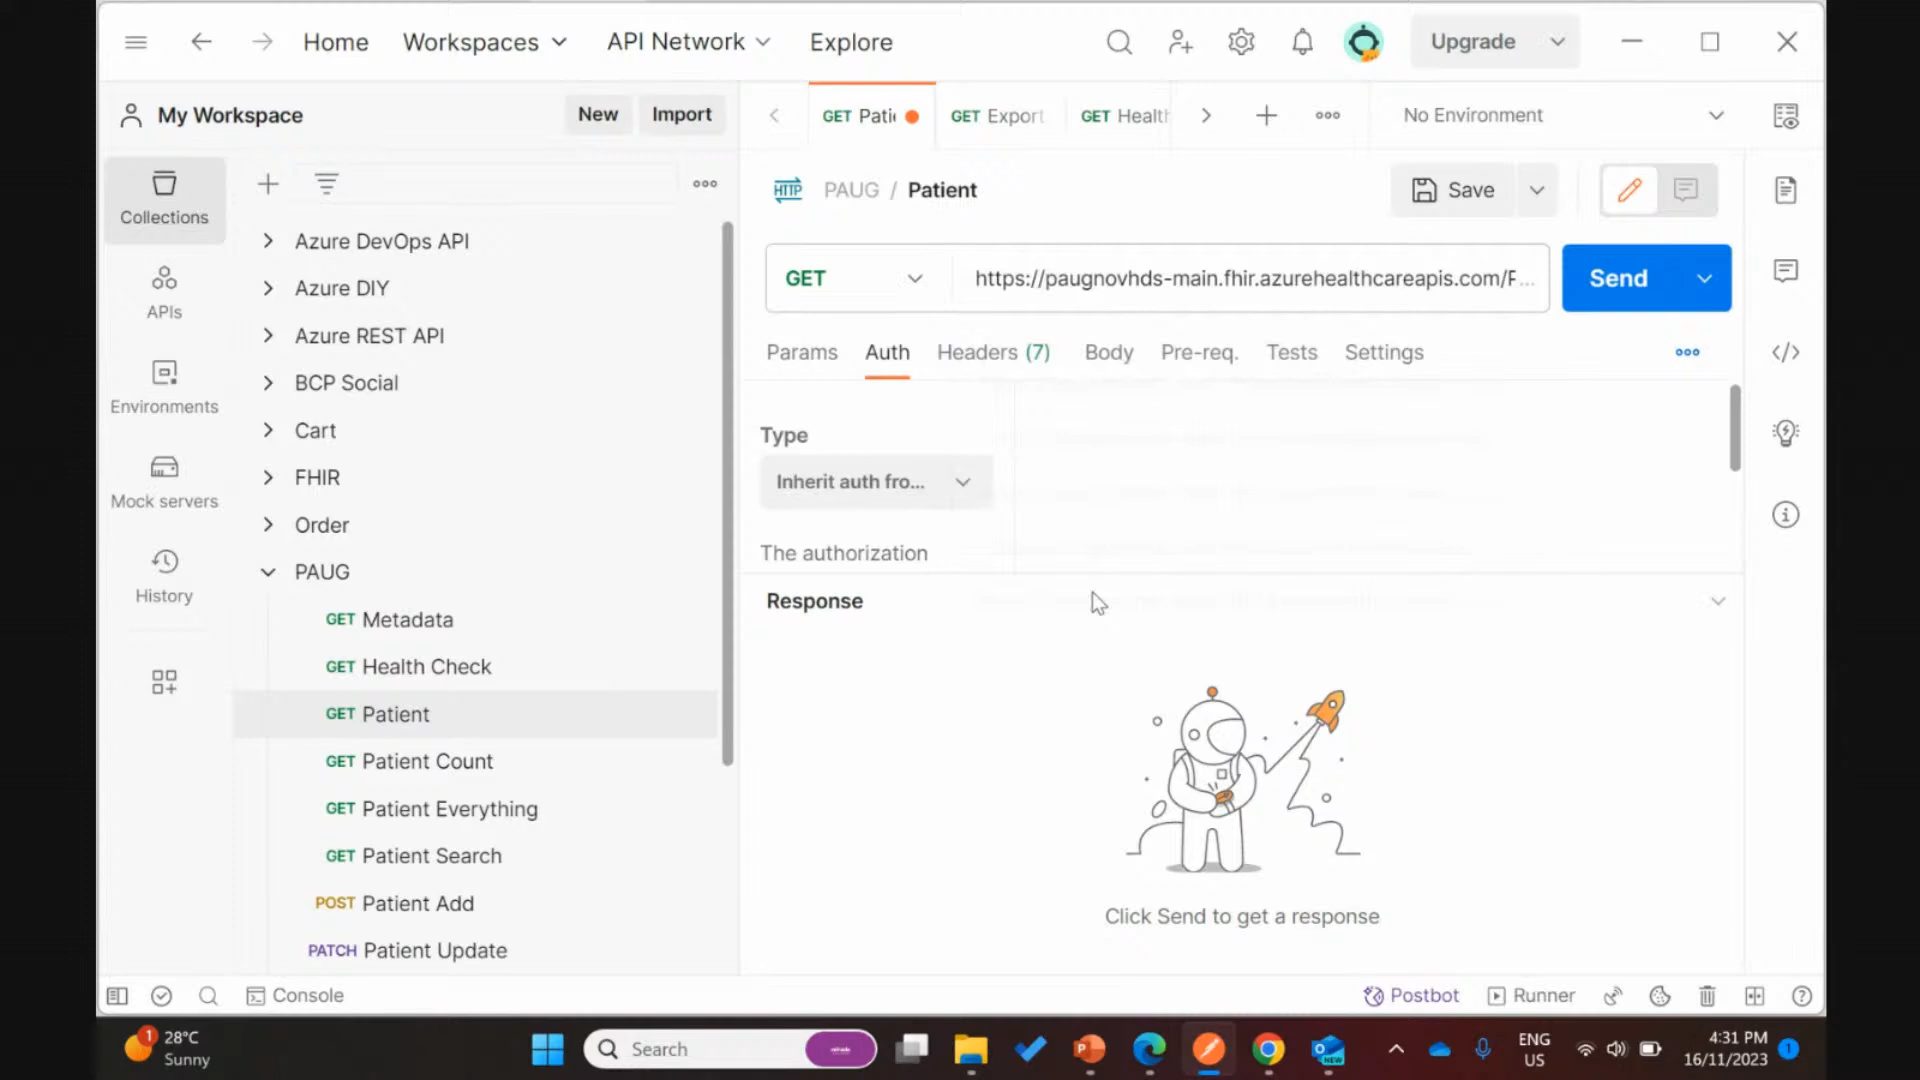 Home Workspaces API Network Explore Upgrade
My Workspace New Import
GET Patie GET Export GET Health No Environment
Collections
APIs
Environments
Mock servers
History
Azure DevOps API
Azure DIY
Azure REST API
BCP Social
Cart
FHIR
Order
PAUG
GET Metadata
GET Health Check
GET Patient
GET Patient Count
GET Patient Everything
GET Patient Search
POST Patient Add
PATCH Patient Update
HTTP PAUG / Patient Save
GET https://paugnovhds-main.fhir.azurehealthcareapis.com/P... Send
Params Auth Headers (7) Body Pre-req. Tests Settings
Type
Inherit auth fro...
The authorization
Response
Click Send to get a response
Console Postbot Runner
1 28°C
Sunny
Search
NEW
ENG
US
4:31 PM
16/11/2023
1